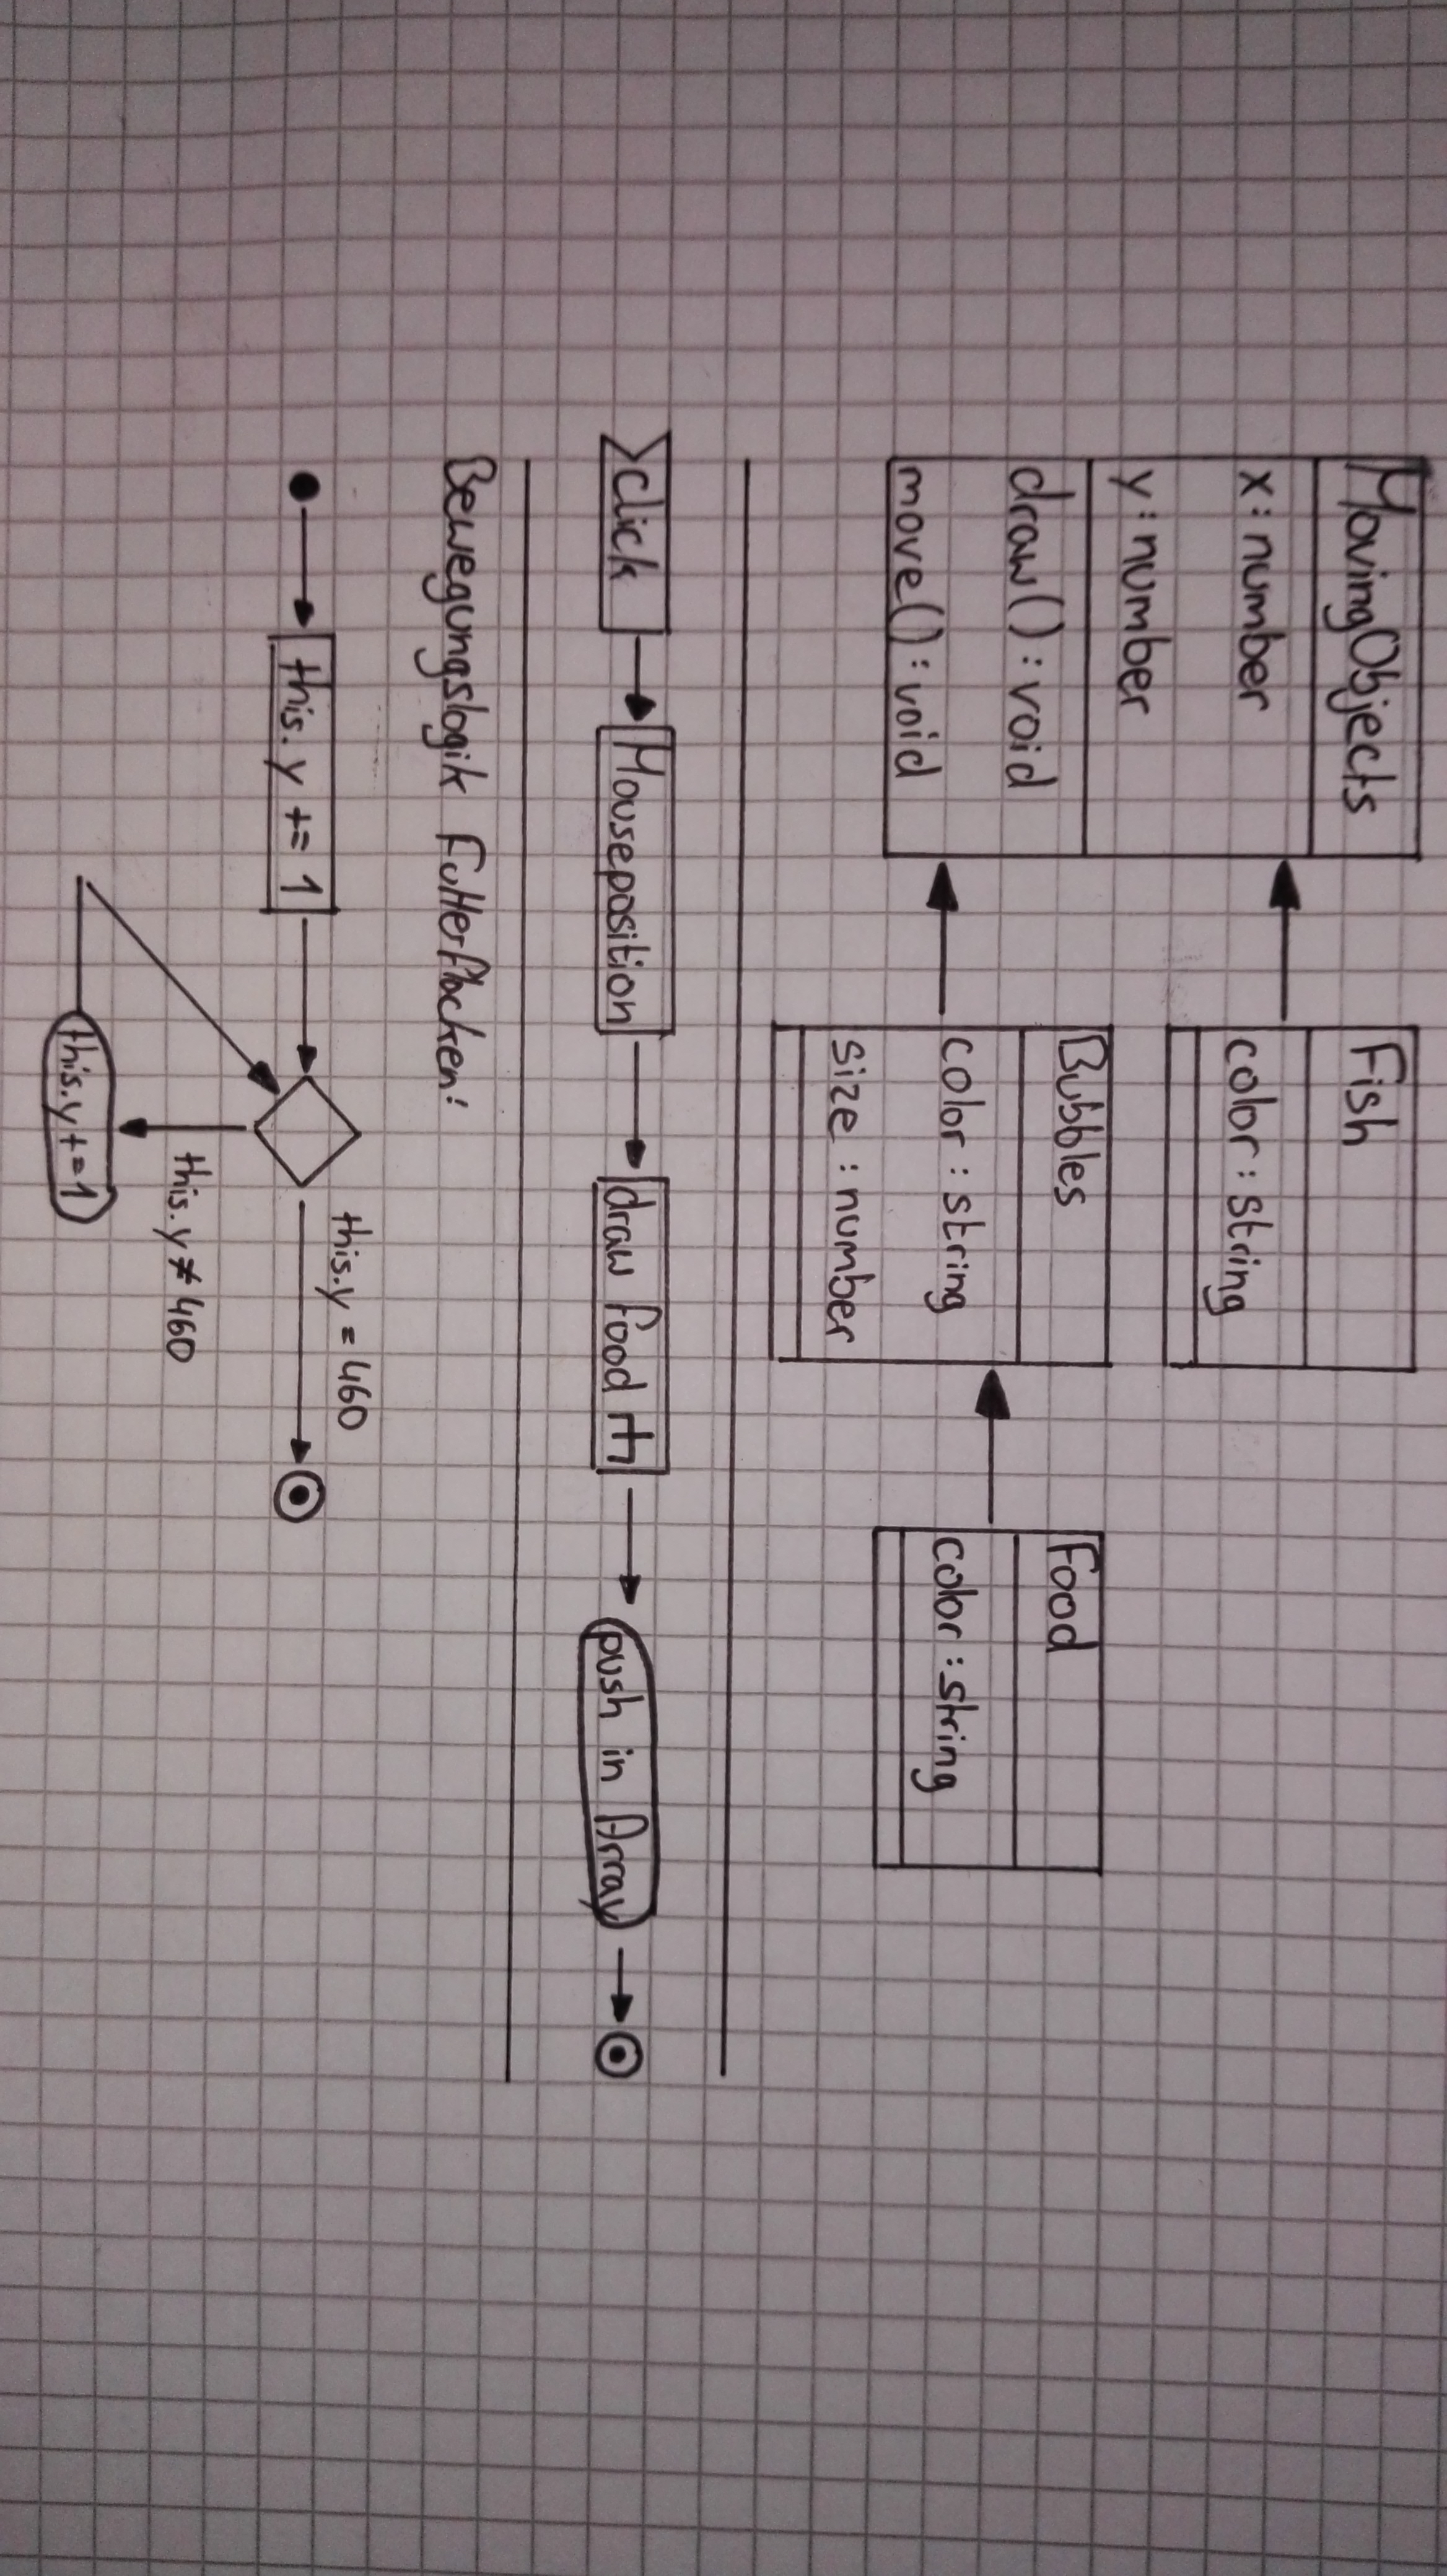 MovingObjects
x: number
y: number
draw(): void
move(): void
Fish
color: string
Bubbles
color: string
size: number
Food
color: string
Click
Mouseposition
draw Food
push in Array
Bewegungslogik Futterflocken:
this.y += 1
this.y = 460
this.y ≠ 460
this.y += 1